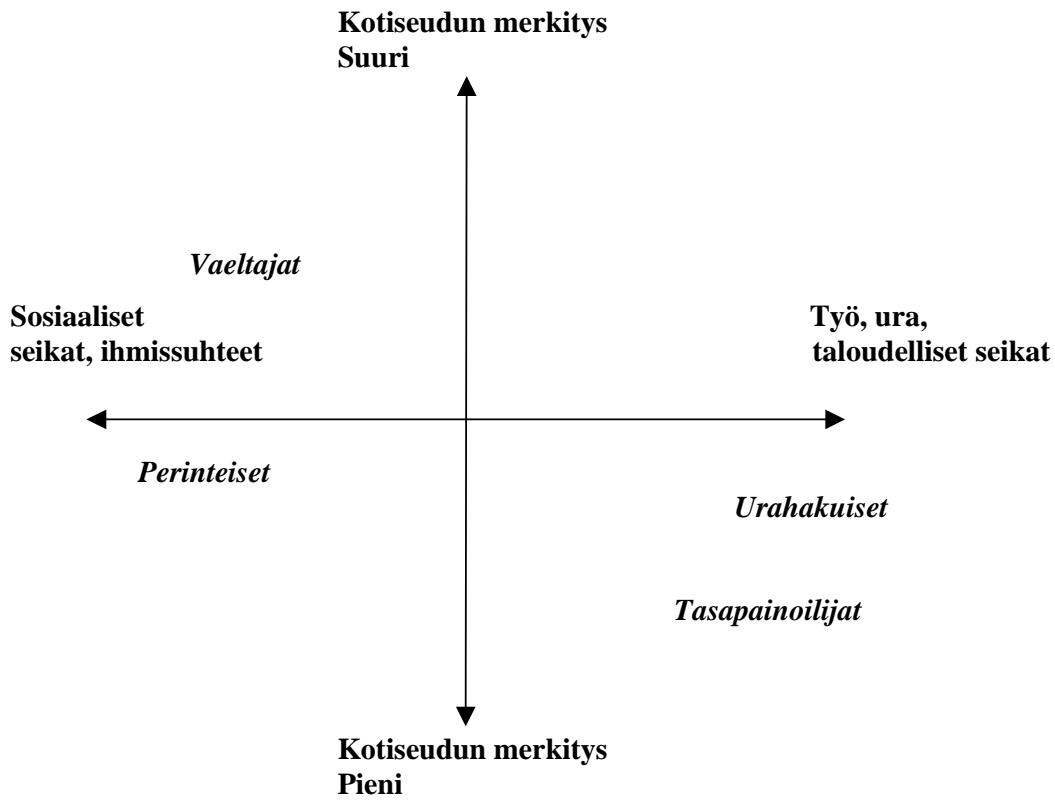 Kotiseudun merkitys
Suuri
Vaeltajat
Sosiaaliset
seikat, ihmissuhteet
Työ, ura,
taloudelliset seikat
Perinteiset
Urahakuiset
Tasapainoilijat
Kotiseudun merkitys
Pieni